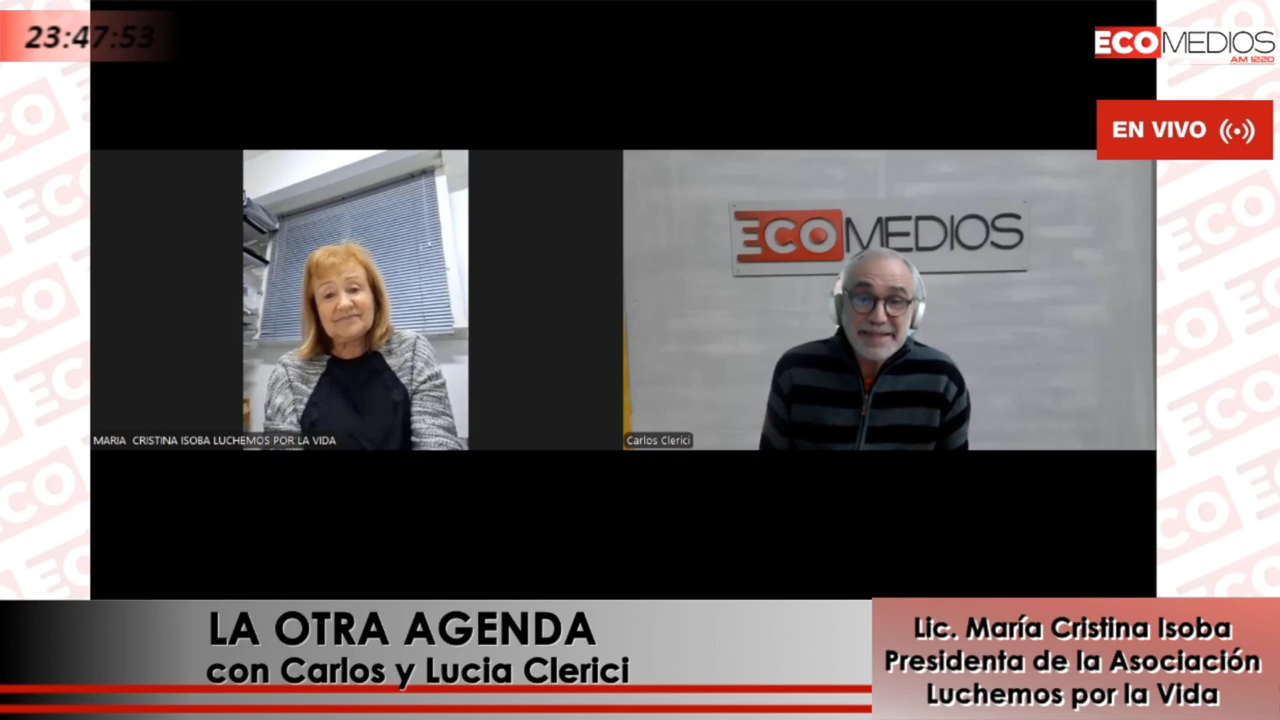 23:47:53
ECOMEDIOS
AM 1220
EN VIVO
ECOMEDIOS
MARIA CRISTINA ISOBA LUCHEMOS POR LA VIDA
Carlos Clerici
LA OTRA AGENDA
con Carlos y Lucia Clerici
Lic. María Cristina Isoba
Presidenta de la Asociación
Luchemos por la Vida